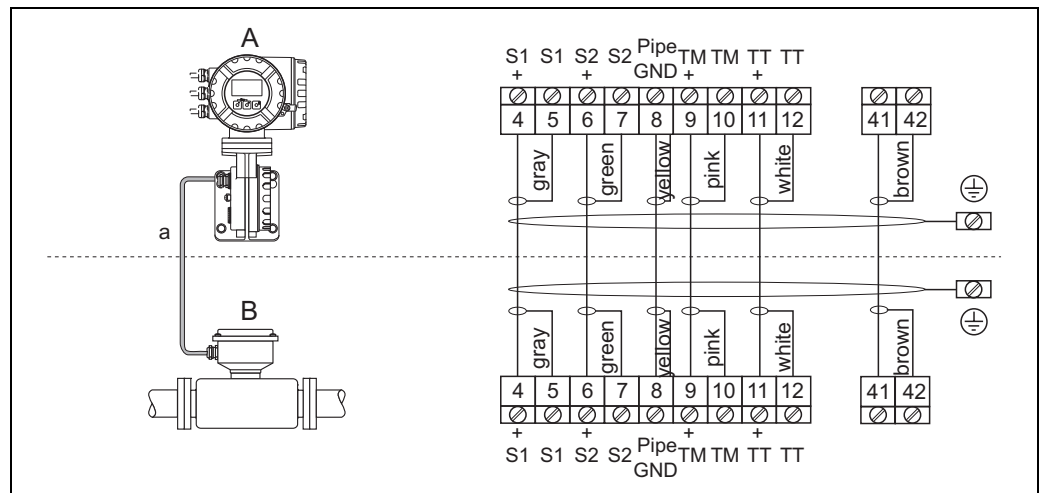 A
a
B
S1 S1 S2 S2 Pipe GND TM TM TT TT
+ + + +
4 5 6 7 8 9 10 11 12 41 42
gray green yellow pink white brown
gray green yellow pink white brown
4 5 6 7 8 9 10 11 12 41 42
+ + + +
S1 S1 S2 S2 Pipe GND TM TM TT TT